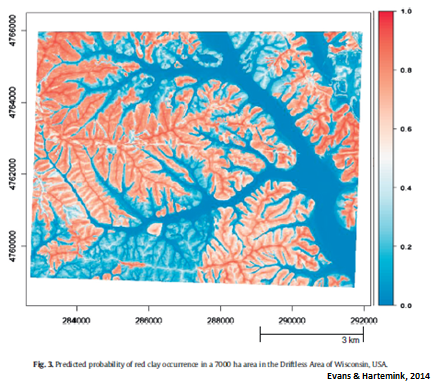 4766000
4764000
4762000
4760000
284000 286000 288000 290000 292000
3 km
1.0
0.8
0.6
0.4
0.2
0.0
Fig. 3. Predicted probability of red clay occurrence in a 7000 ha area in the Driftless Area of Wisconsin, USA.
Evans & Hartemink, 2014